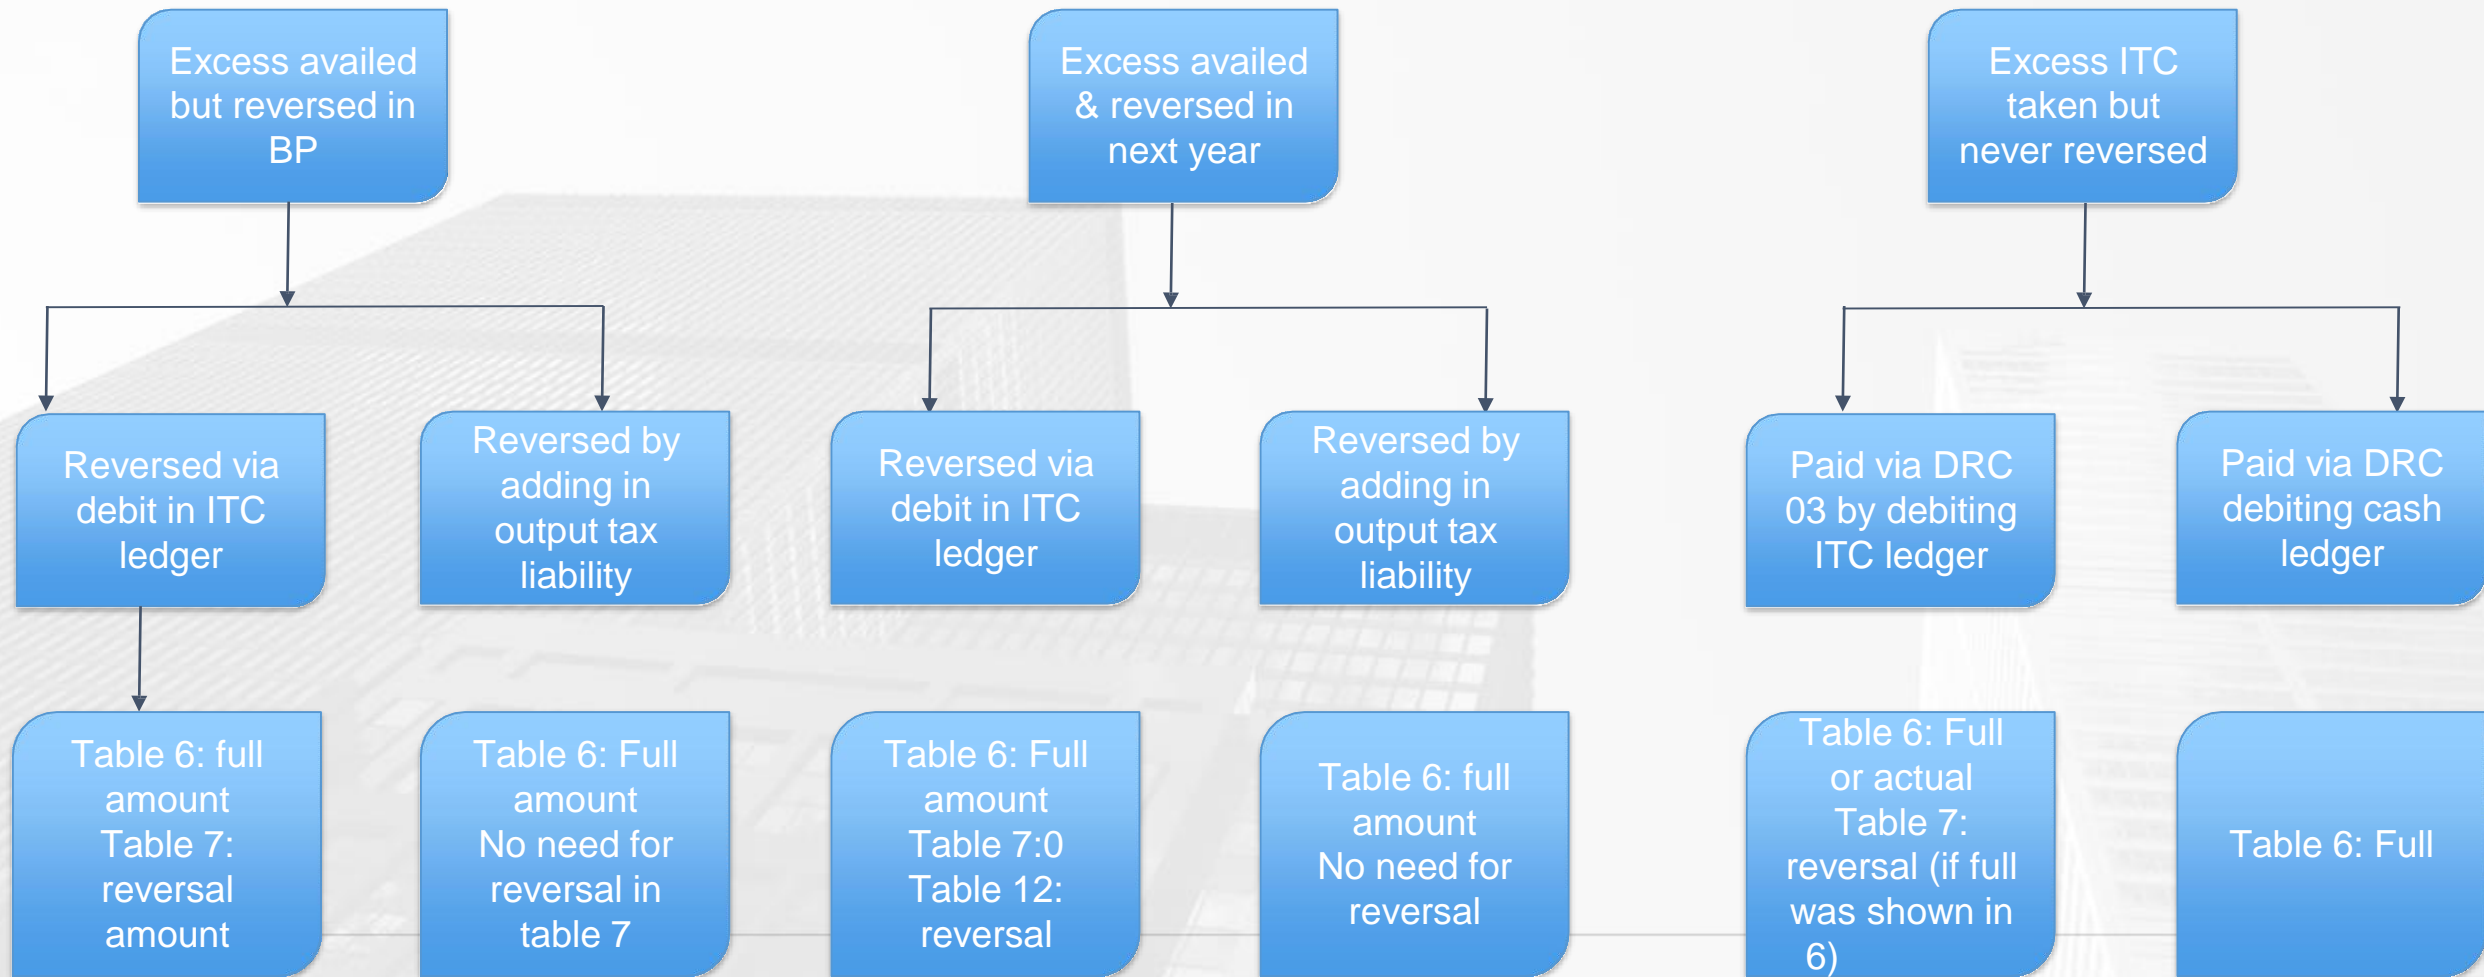 Excess availed
but reversed in
BP
Excess availed
& reversed in
next year
Excess ITC
taken but
never reversed
Reversed via
debit in ITC
ledger
Reversed by
adding in
output tax
liability
Reversed via
debit in ITC
ledger
Reversed by
adding in
output tax
liability
Paid via DRC
03 by debiting
ITC ledger
Paid via DRC
debiting cash
ledger
Table 6: full
amount
Table 7:
reversal
amount
Table 6: Full
amount
No need for
reversal in
table 7
Table 6: Full
amount
Table 7:0
Table 12:
reversal
Table 6: full
amount
No need for
reversal
Table 6: Full
or actual
Table 7:
reversal (if full
was shown in
6)
Table 6: Full